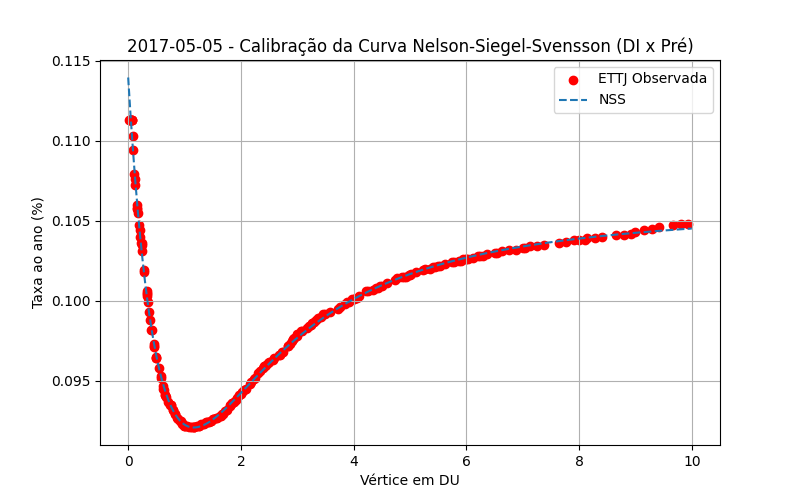 2017-05-05 - Calibração da Curva Nelson-Siegel-Svensson (DI x Pré)
ETTJ Observada
NSS
Taxa ao ano (%)
0.115
0.110
0.105
0.100
0.095
0 2 4 6 8 10
Vértice em DU